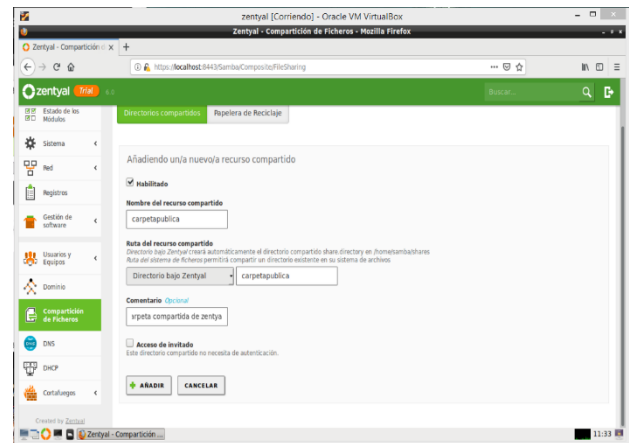 zentyal [Corriendo] - Oracle VM VirtualBox
Zentyal - Compartición de Ficheros - Mozilla Firefox
Zentyal - Compartición
https://localhost:8443/Samba/Composite/FileSharing
zentyal Trial 6.0
Buscar...
Directorios compartidos Papelera de Reciclaje
Estado de los
Módulos
Sistema
Red
Registros
Gestión de
software
Usuarios y
Equipos
Dominio
Compartición
de Ficheros
DNS
DHCP
Cortafuegos
Created by Zentyal
Añadiendo un/a nuevo/a recurso compartido
Habilitado
Nombre del recurso compartido
carpetapublica
Ruta del recurso compartido
Directorio bajo Zentyal creará automáticamente el directorio compartido share directory en /home/samba/shares
Ruta del sistema de ficheros permitirá compartir un directorio existente en su sistema de archivos
Directorio bajo Zentyal carpetapublica
Comentario Opcional
rpeta compartida de zentya
Acceso de invitado
Este directorio compartido no necesita de autenticación.
AÑADIR CANCELAR
Zentyal - Compartición ...
11:33